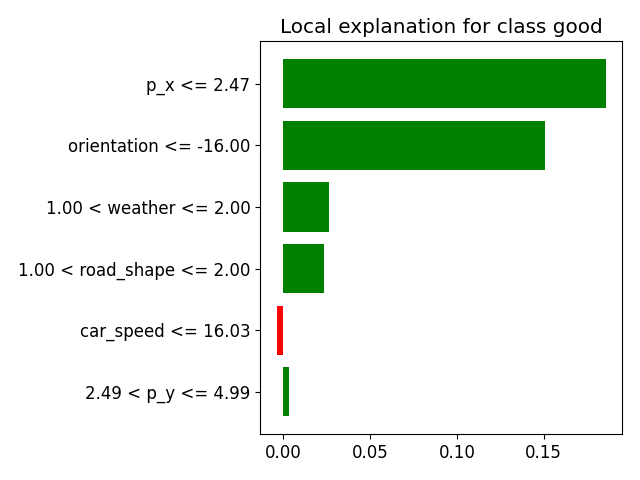 Local explanation for class good
p_x <= 2.47
orientation <= -16.00
1.00 < weather <= 2.00
1.00 < road_shape <= 2.00
car_speed <= 16.03
2.49 < p_y <= 4.99
0.00 0.05 0.10 0.15